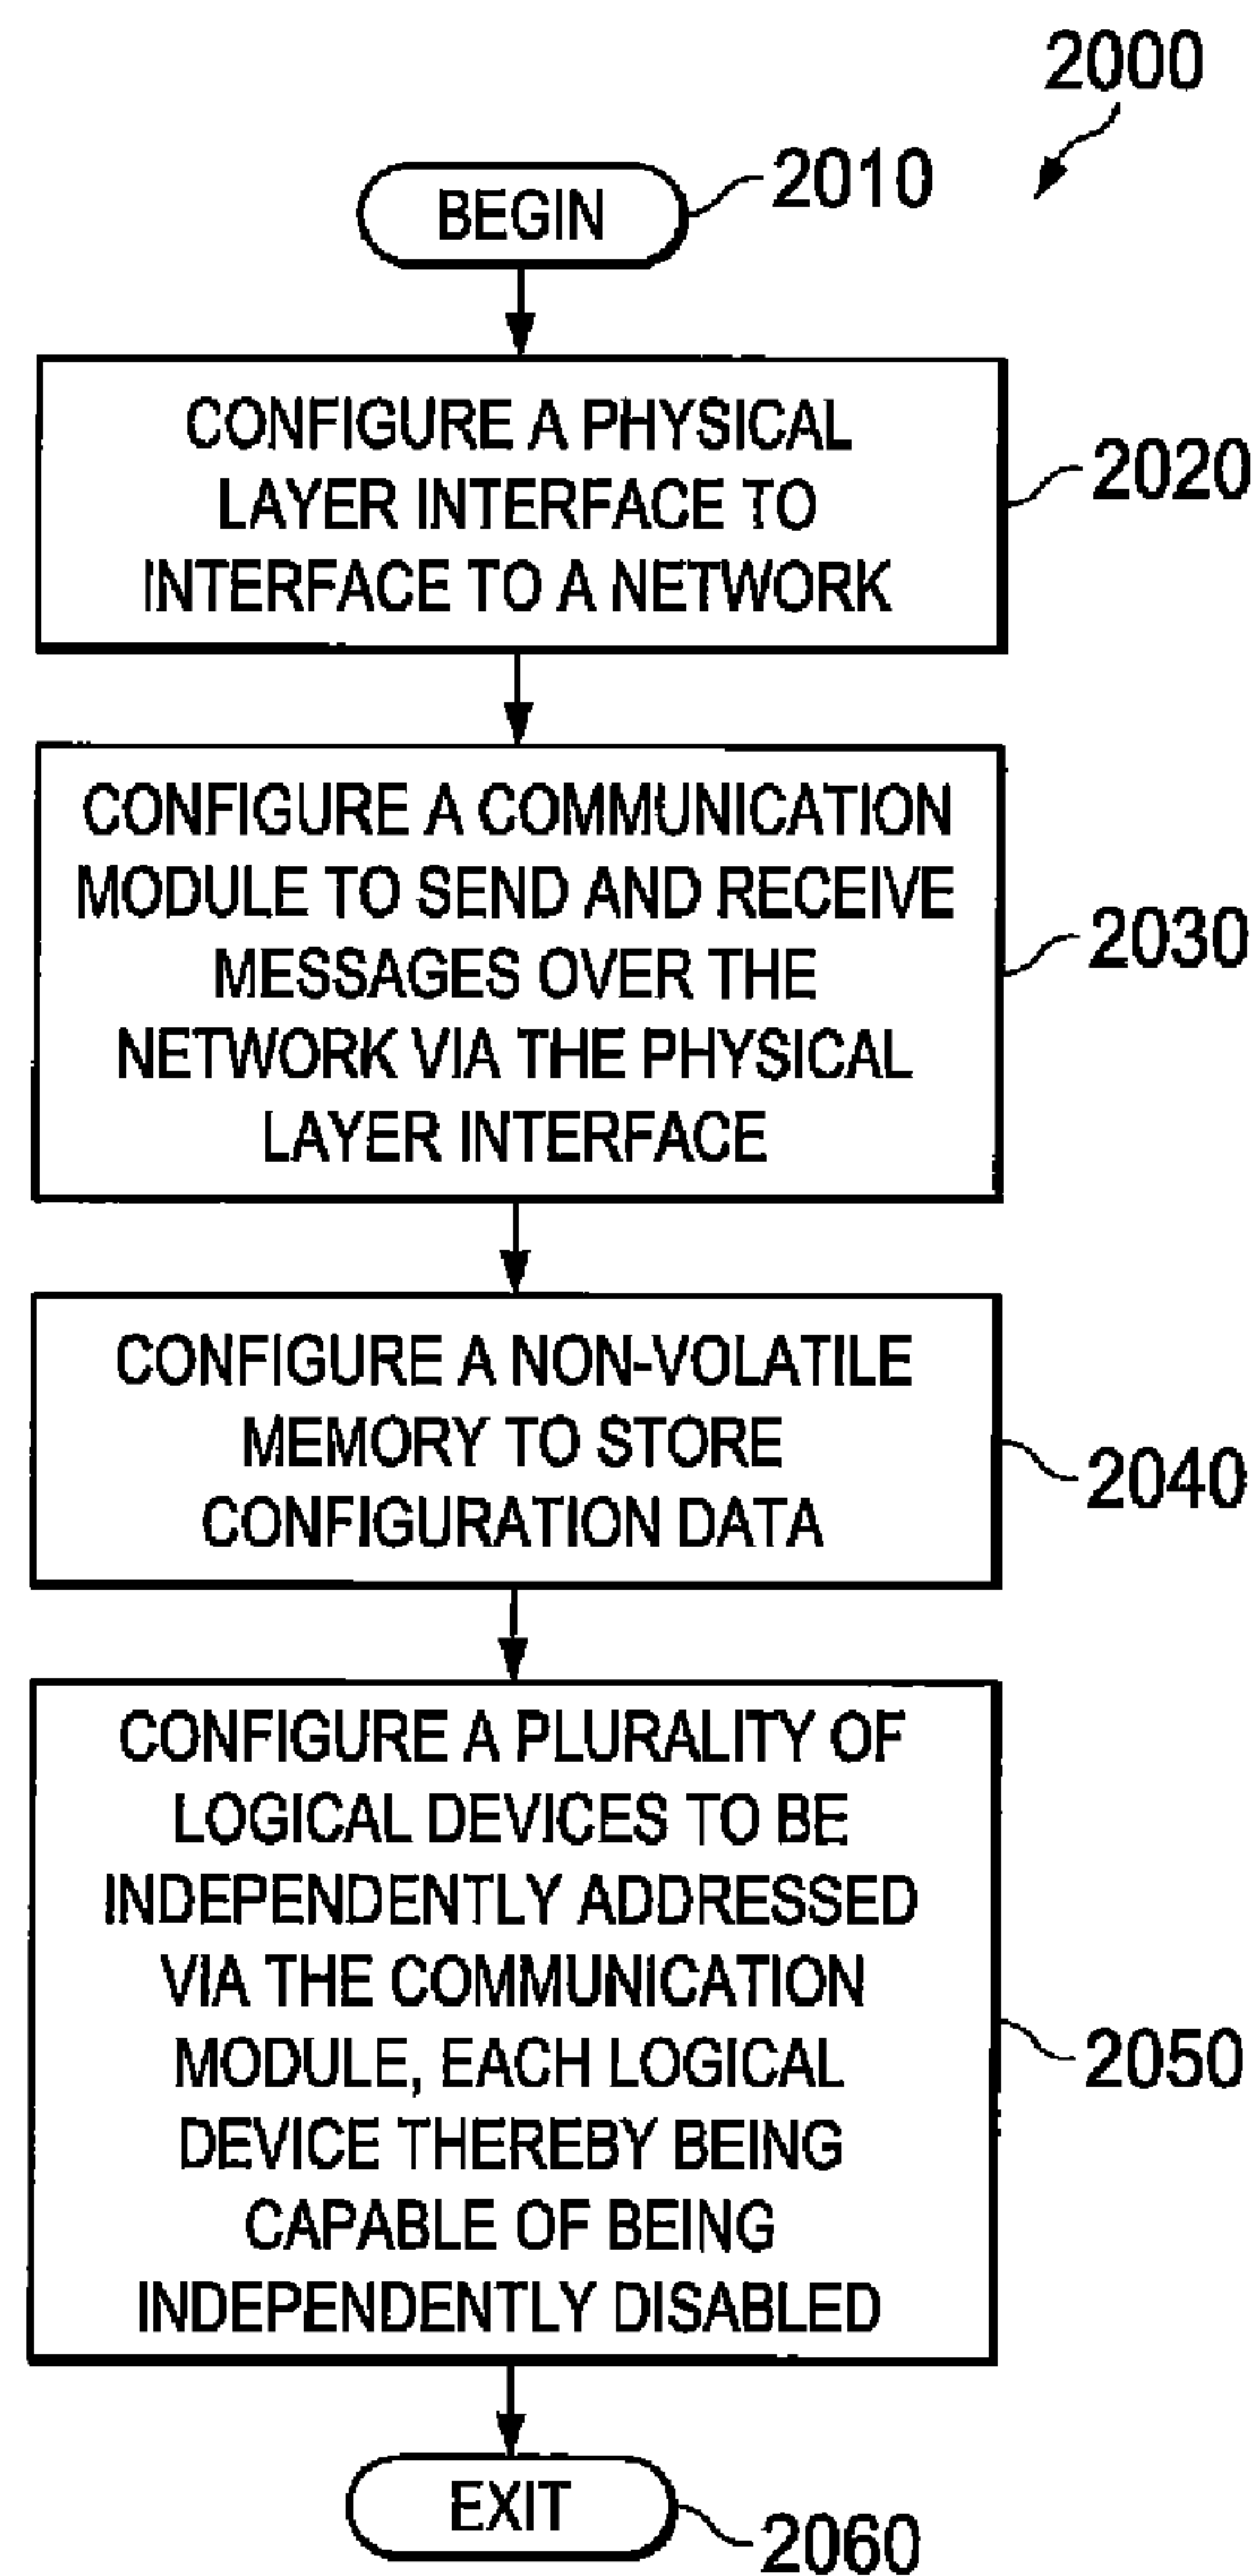 2000
BEGIN
2010
CONFIGURE A PHYSICAL
LAYER INTERFACE TO
INTERFACE TO A NETWORK
2020
CONFIGURE A COMMUNICATION
MODULE TO SEND AND RECEIVE
MESSAGES OVER THE
NETWORK VIA THE PHYSICAL
LAYER INTERFACE
2030
CONFIGURE A NON-VOLATILE
MEMORY TO STORE
CONFIGURATION DATA
2040
CONFIGURE A PLURALITY OF
LOGICAL DEVICES TO BE
INDEPENDENTLY ADDRESSED
VIA THE COMMUNICATION
MODULE, EACH LOGICAL
DEVICE THEREBY BEING
CAPABLE OF BEING
INDEPENDENTLY DISABLED
2050
EXIT
2060